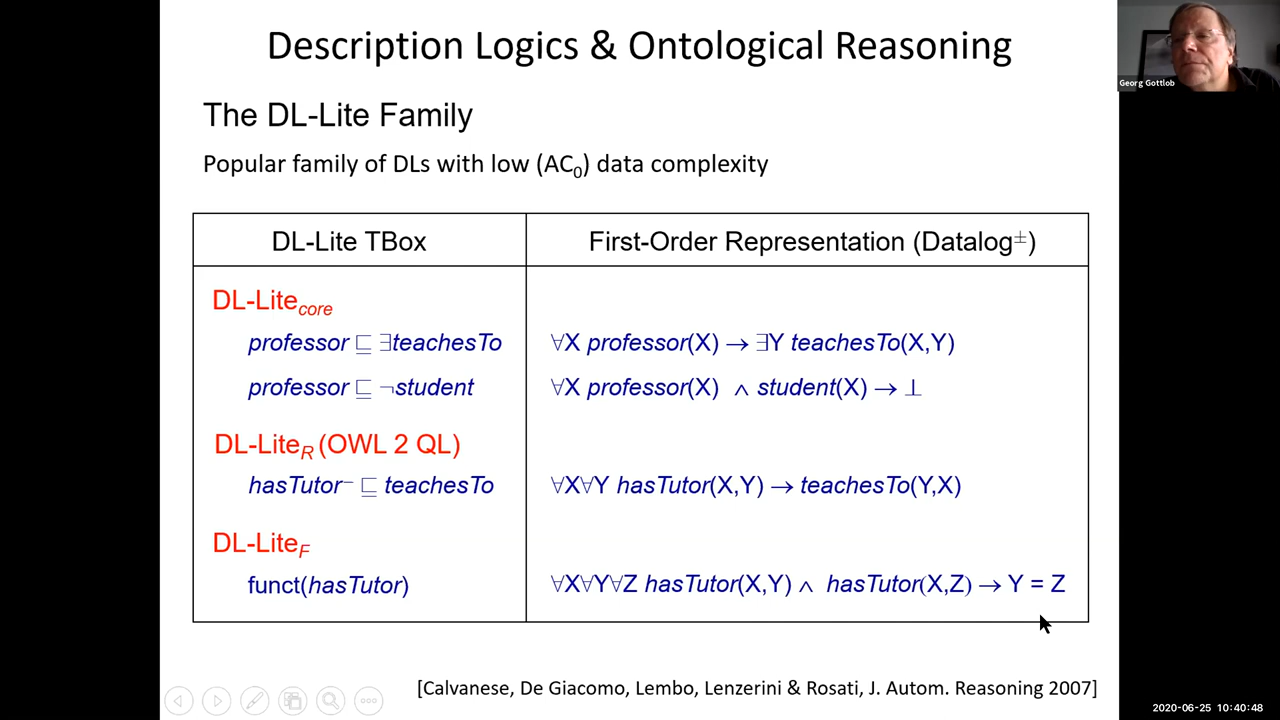 Description Logics & Ontological Reasoning
Georg Gottlob
The DL-Lite Family
Popular family of DLs with low (AC₀) data complexity
DL-Lite TBox
First-Order Representation (Datalog±)
DL-Lite_core
professor ⊑ ∃teachesTo
∀X professor(X) → ∃Y teachesTo(X,Y)
professor ⊑ ¬student
∀X professor(X) ∧ student(X) → ⊥
DL-Lite_R (OWL 2 QL)
hasTutor⁻ ⊑ teachesTo
∀X∀Y hasTutor(X,Y) → teachesTo(Y,X)
DL-Lite_F
funct(hasTutor)
∀X∀Y∀Z hasTutor(X,Y) ∧ hasTutor(X,Z) → Y = Z
[Calvanese, De Giacomo, Lembo, Lenzerini & Rosati, J. Autom. Reasoning 2007]
2020-06-25 10:40:48